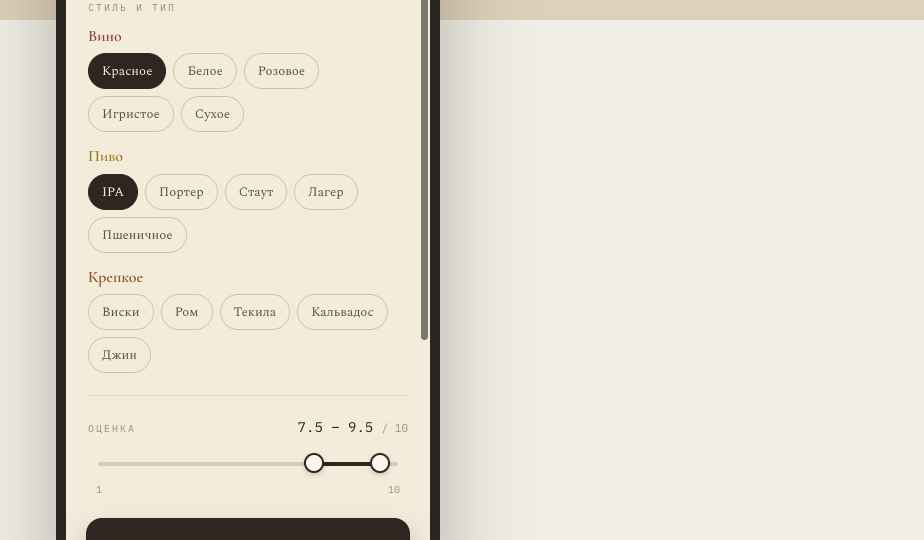 СТИЛЬ И ТИП
Вино
Красное Белое Розовое
Игристое Сухое
Пиво
IPA Портер Стаут Лагер
Пшеничное
Крепкое
Виски Ром Текила Кальвадос
Джин
ОЦЕНКА 7.5 – 9.5 / 10
1 10